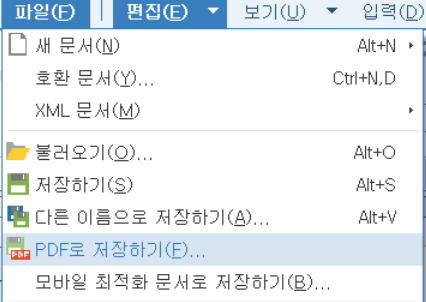 파일(F) 편집(E) 보기(U) 입력(D)
새 문서(N) Alt+N
호환 문서(Y)... Ctrl+N,D
XML 문서(M)
불러오기(O)... Alt+O
저장하기(S) Alt+S
다른 이름으로 저장하기(A)... Alt+V
PDF로 저장하기(F)...
모바일 최적화 문서로 저장하기(B)...